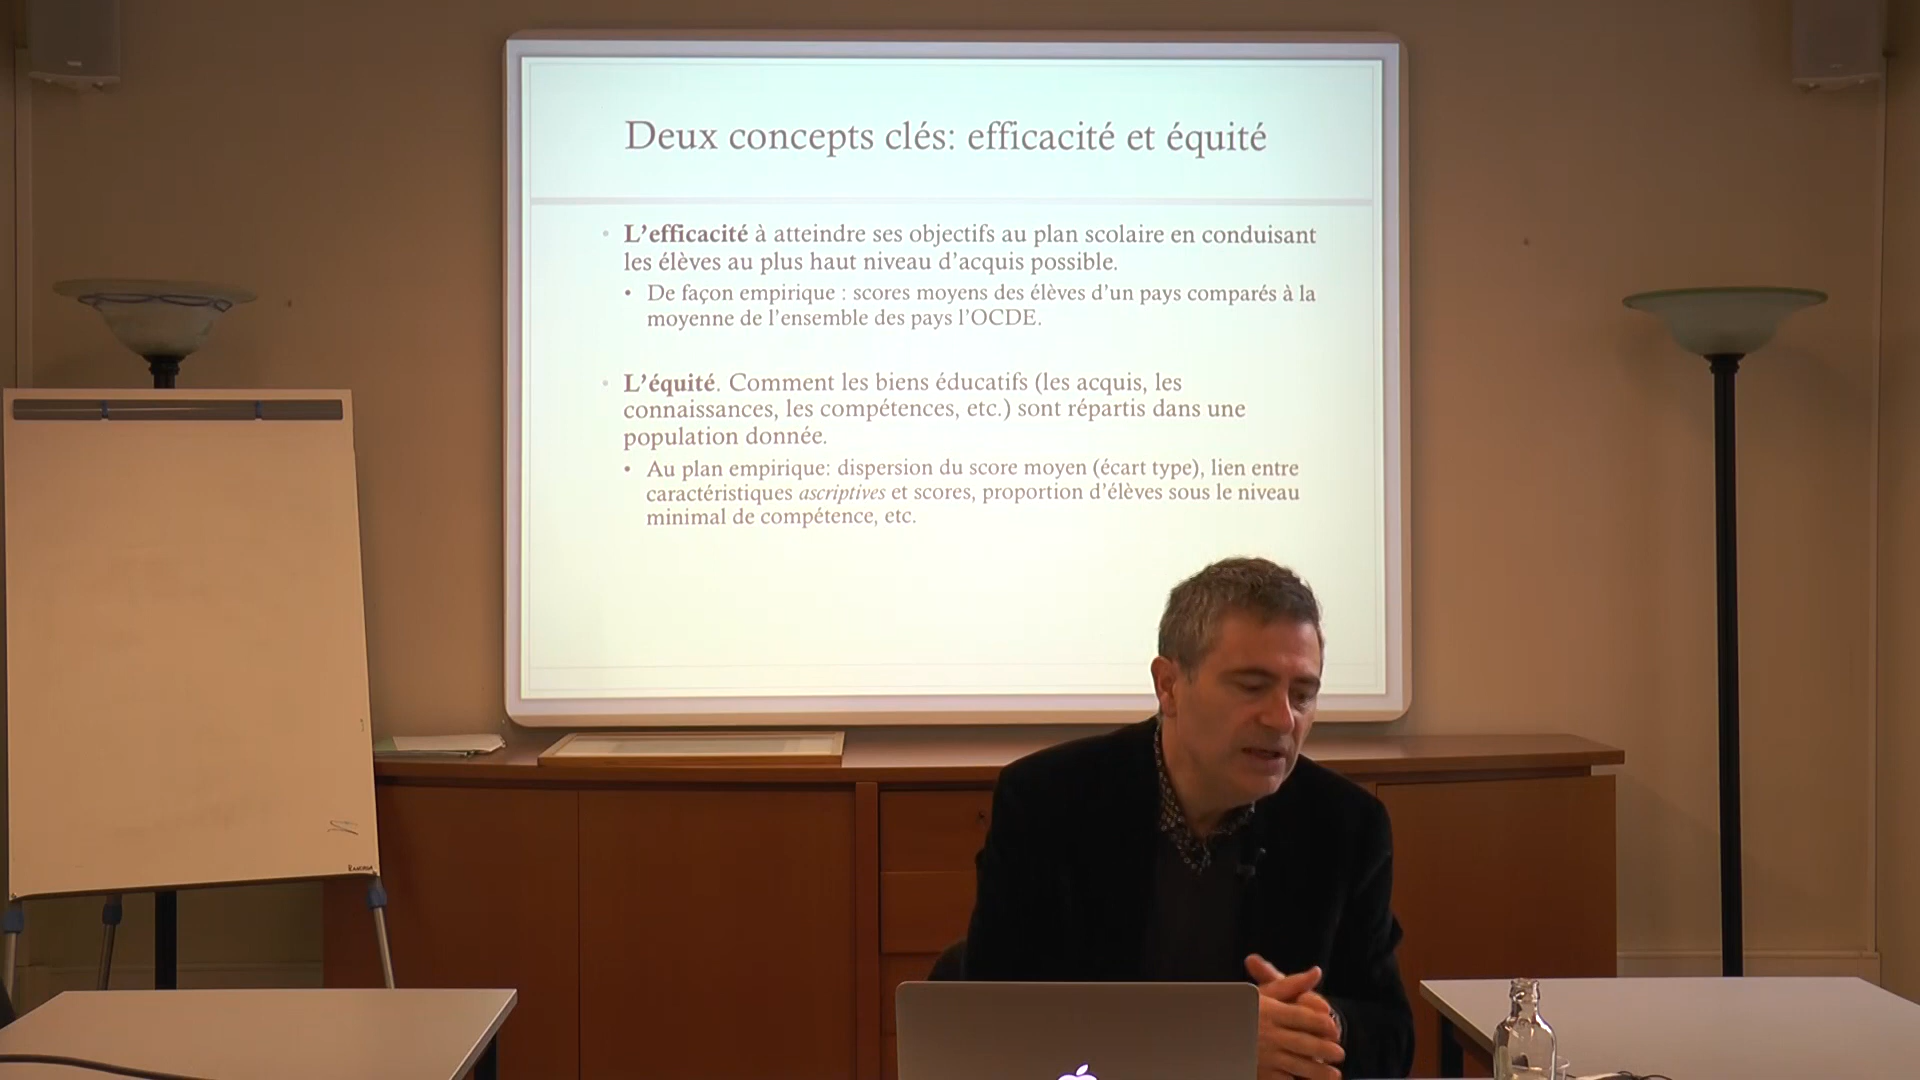 Deux concepts clés: efficacité et équité
• L’efficacité à atteindre ses objectifs au plan scolaire en conduisant
les élèves au plus haut niveau d’acquis possible.
• De façon empirique : scores moyens des élèves d’un pays comparés à la
moyenne de l’ensemble des pays l’OCDE.
• L’équité. Comment les biens éducatifs (les acquis, les
connaissances, les compétences, etc.) sont répartis dans une
population donnée.
• Au plan empirique: dispersion du score moyen (écart type), lien entre
caractéristiques ascriptives et scores, proportion d’élèves sous le niveau
minimal de compétence, etc.